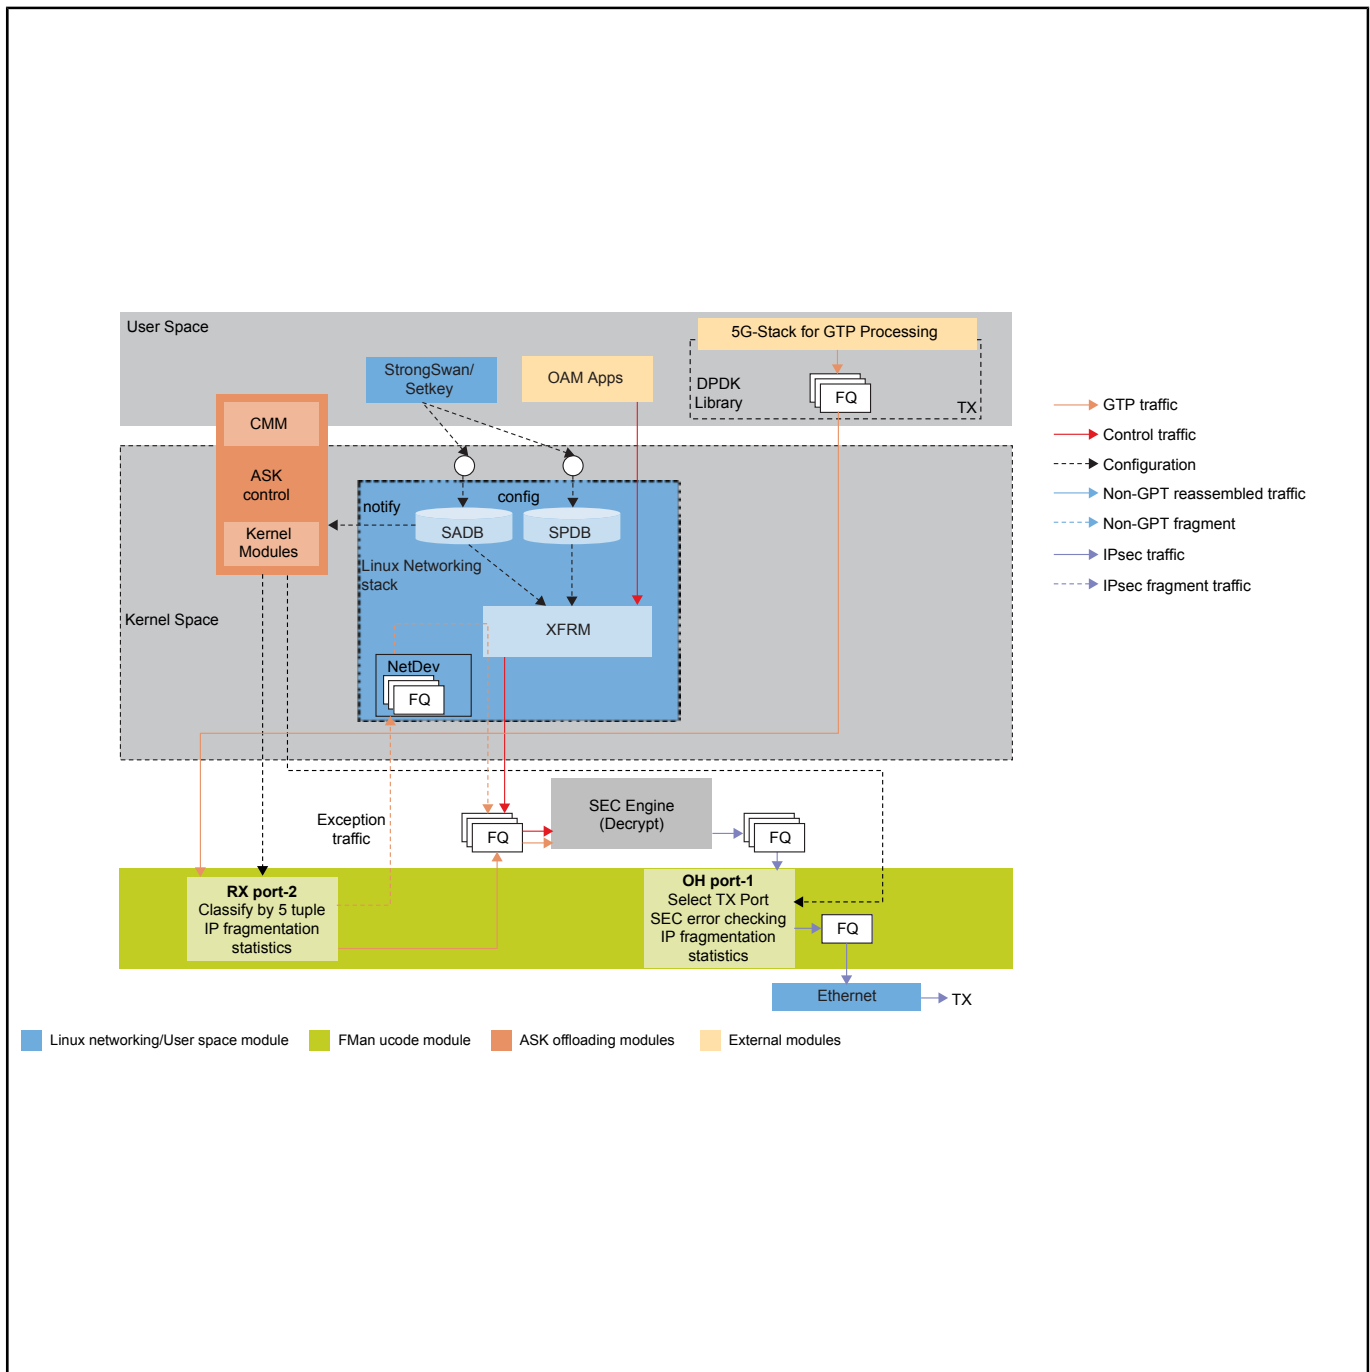 User Space
5G-Stack for GTP Processing
StrongSwan/
Setkey
OAM Apps
DPDK
Library
FQ
TX
CMM
ASK
control
Kernel
Modules
notify
config
SADB
SPDB
Linux Networking
stack
XFRM
Kernel Space
NetDev
FQ
GTP traffic
Control traffic
Configuration
Non-GPT reassembled traffic
Non-GPT fragment
IPsec traffic
IPsec fragment traffic
Exception
traffic
FQ
SEC Engine
(Decrypt)
FQ
RX port-2
Classify by 5 tuple
IP fragmentation
statistics
OH port-1
Select TX Port
SEC error checking
IP fragmentation
statistics
FQ
Ethernet
TX
Linux networking/User space module
FMan ucode module
ASK offloading modules
External modules